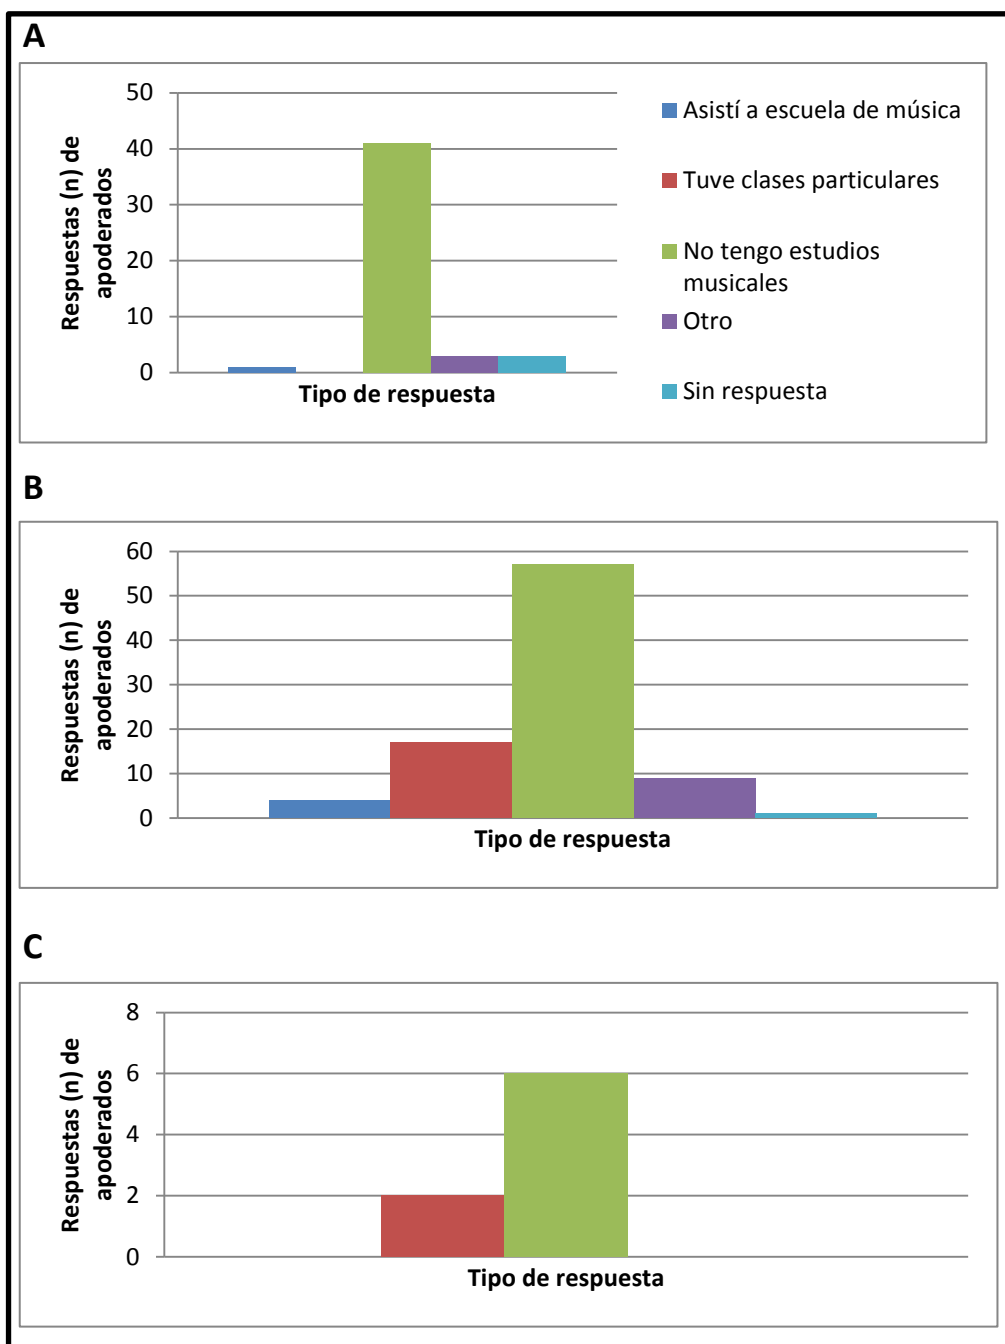 A
Respuestas (n) de
apoderados
50
40
30
20
10
0
Tipo de respuesta
Asistí a escuela de música
Tuve clases particulares
No tengo estudios
musicales
Otro
Sin respuesta
B
Respuestas (n) de
apoderados
60
50
40
30
20
10
0
Tipo de respuesta
C
Respuestas (n) de
apoderados
8
6
4
2
0
Tipo de respuesta